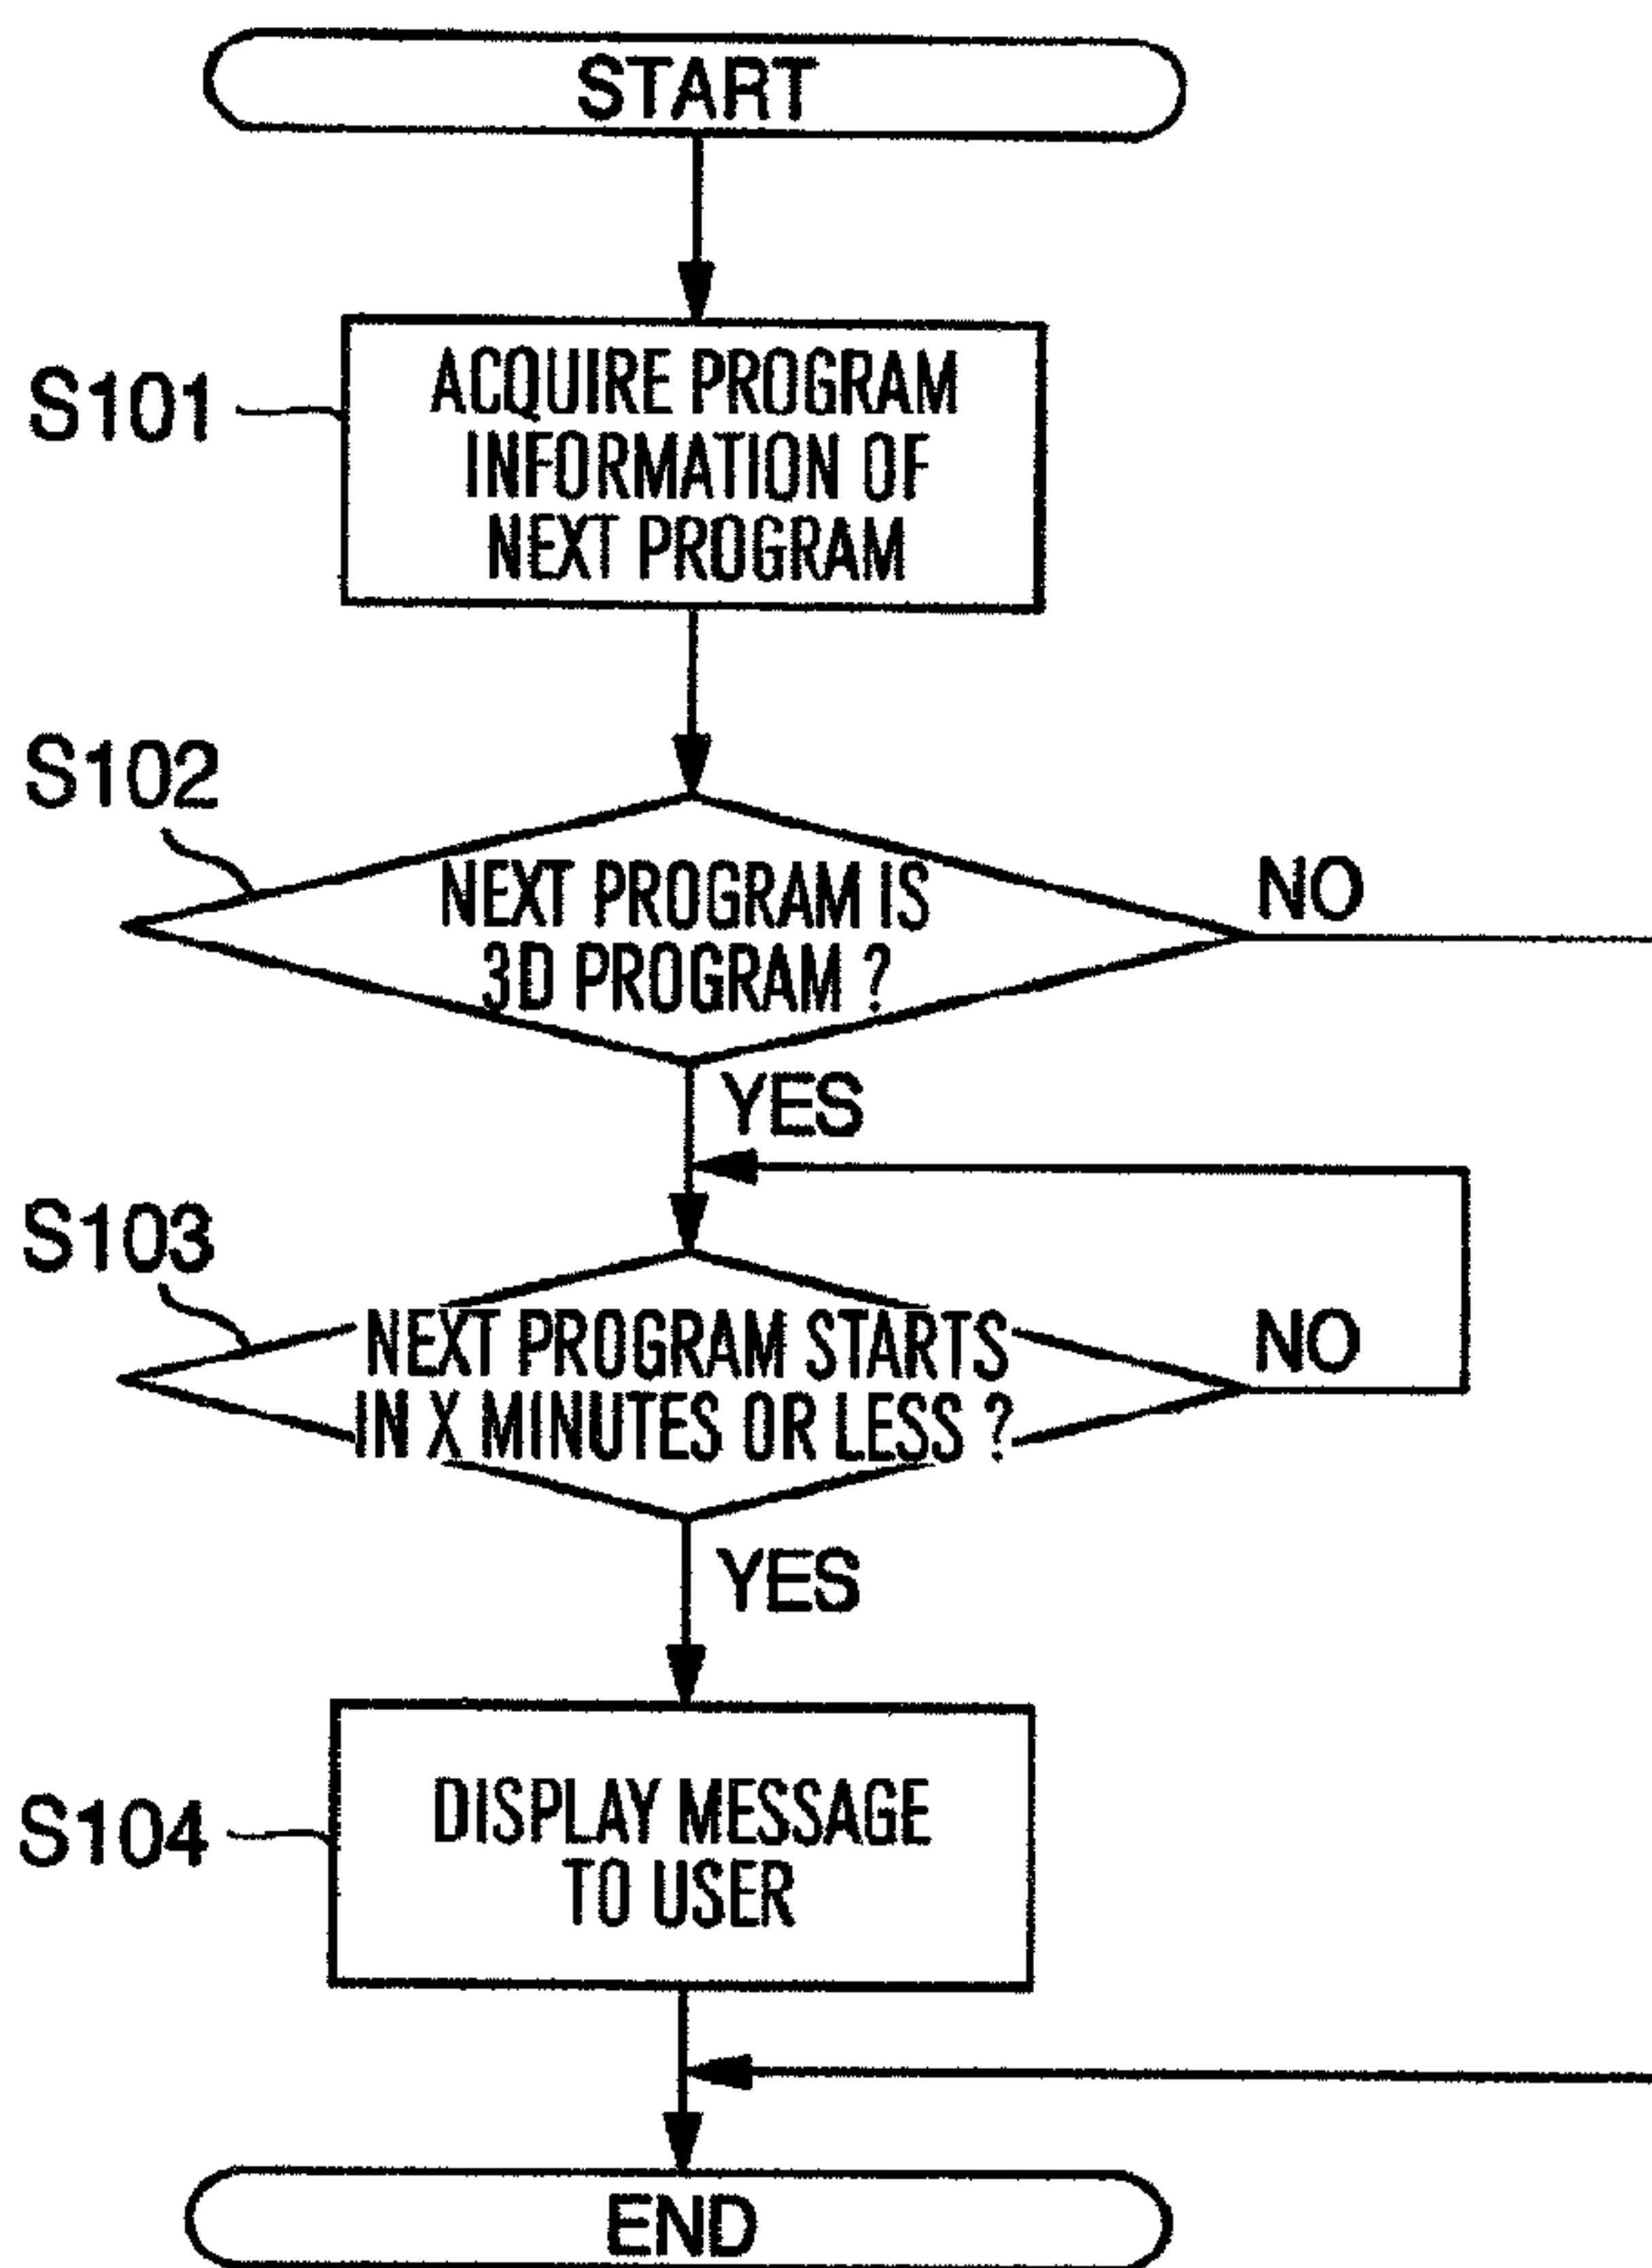 START
S101
ACQUIRE PROGRAM
INFORMATION OF
NEXT PROGRAM
S102
NEXT PROGRAM IS
3D PROGRAM ?
NO
YES
S103
NEXT PROGRAM STARTS
IN X MINUTES OR LESS ?
NO
YES
S104
DISPLAY MESSAGE
TO USER
END